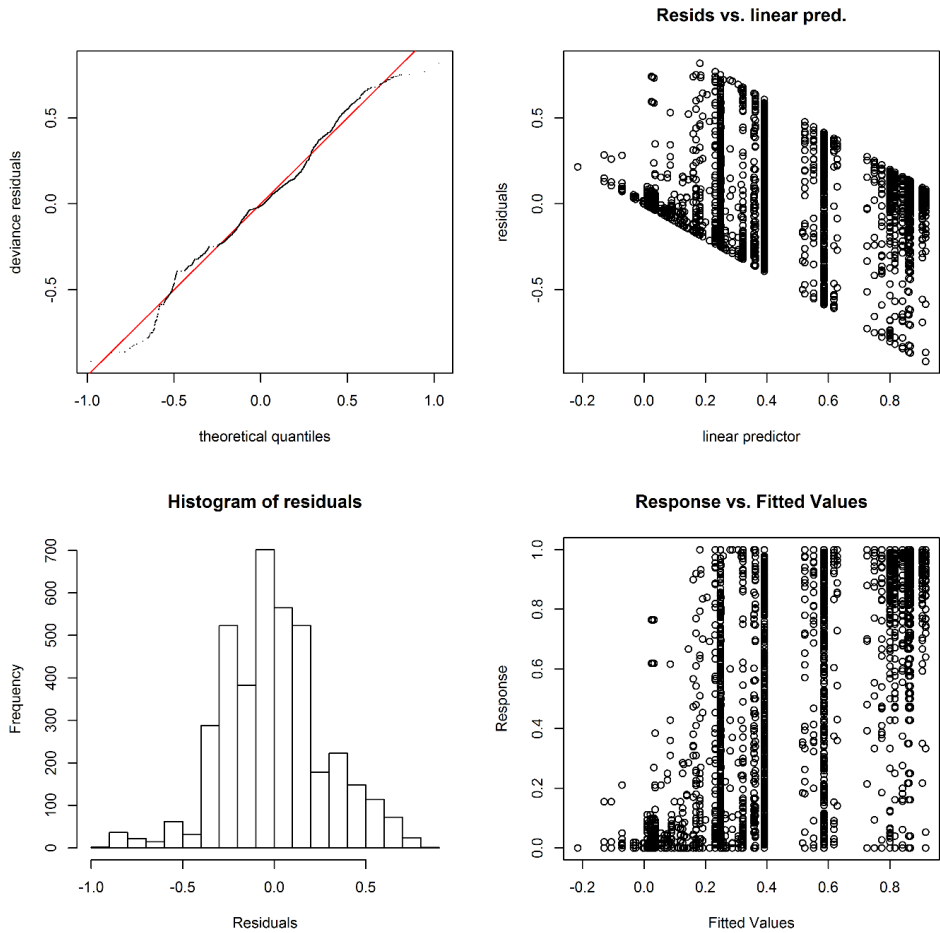 Resids vs. linear pred.
deviance residuals
0.5
0.0
-0.5
-1.0 -0.5 0.0 0.5 1.0
theoretical quantiles
residuals
0.5
0.0
-0.5
-0.2 0.0 0.2 0.4 0.6 0.8
linear predictor
Histogram of residuals
Frequency
700
600
500
400
300
200
100
0
-1.0 -0.5 0.0 0.5
Residuals
Response vs. Fitted Values
Response
1.0
0.8
0.6
0.4
0.2
0.0
-0.2 0.0 0.2 0.4 0.6 0.8
Fitted Values